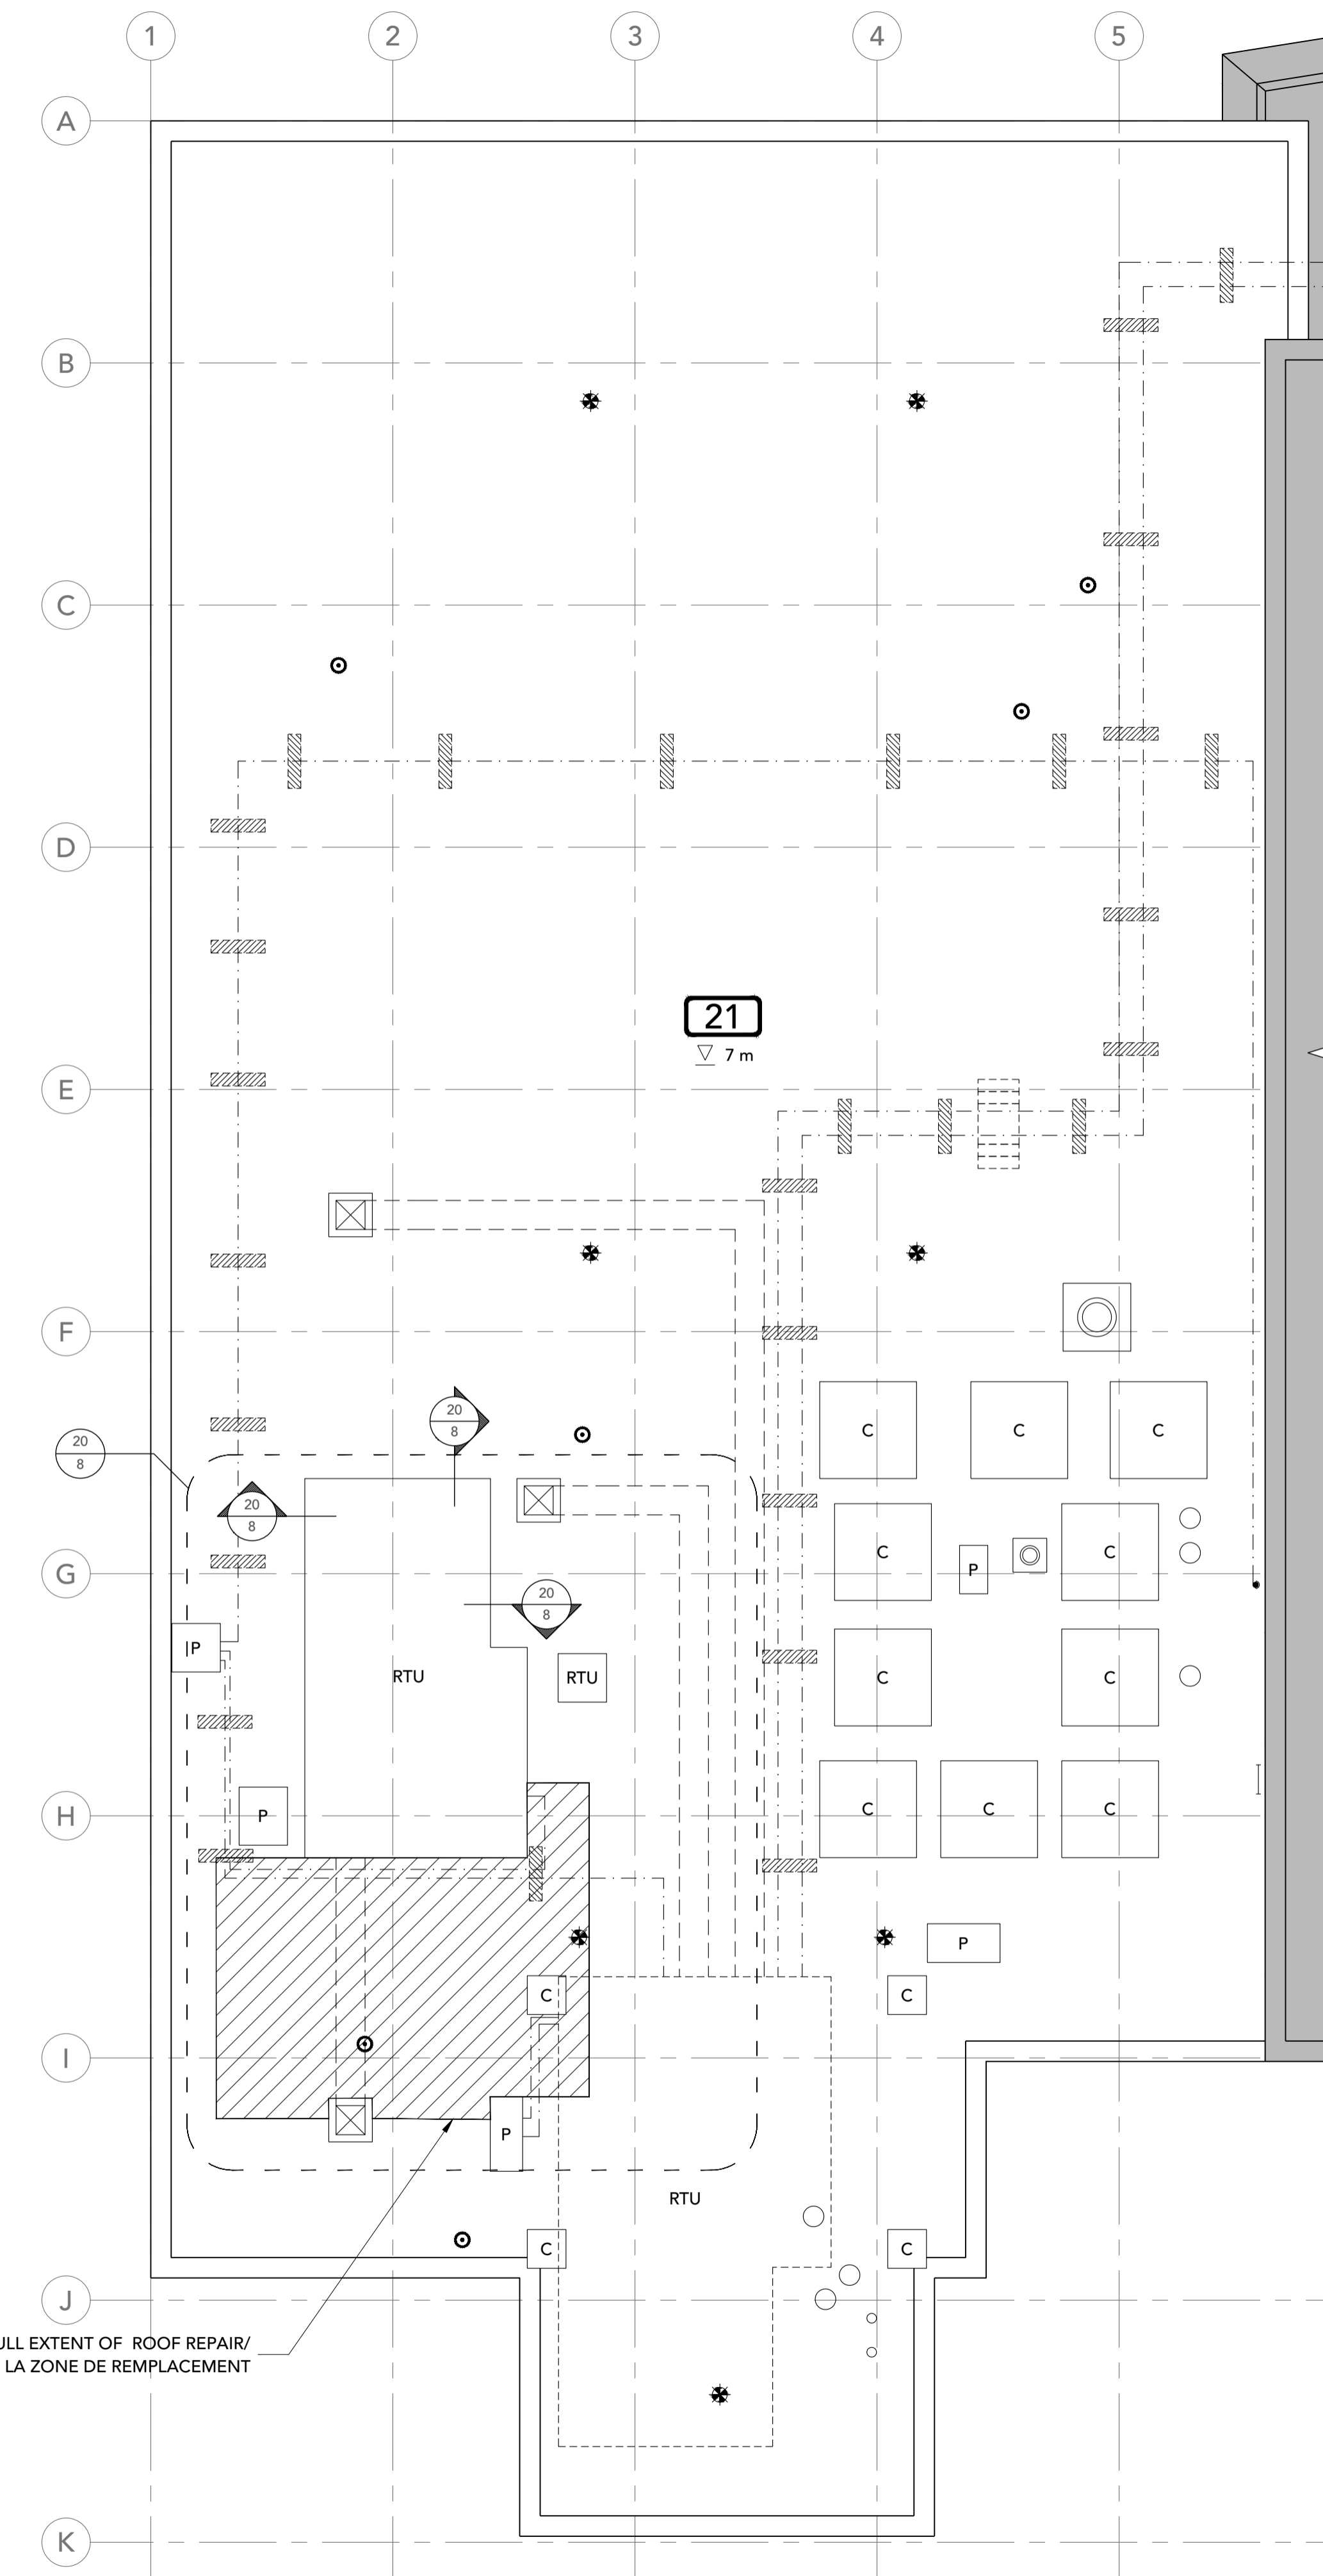 1 2 3 4 5
A
B
C
D
21
7 m
E
F
20
8
C C C
20
8
20
8
C P C
G
20
8
P
RTU RTU C C
P
H
C C C
P
C C
I
P
RTU
C C
J
ULL EXTENT OF ROOF REPAIR/
LA ZONE DE REMPLACEMENT
K